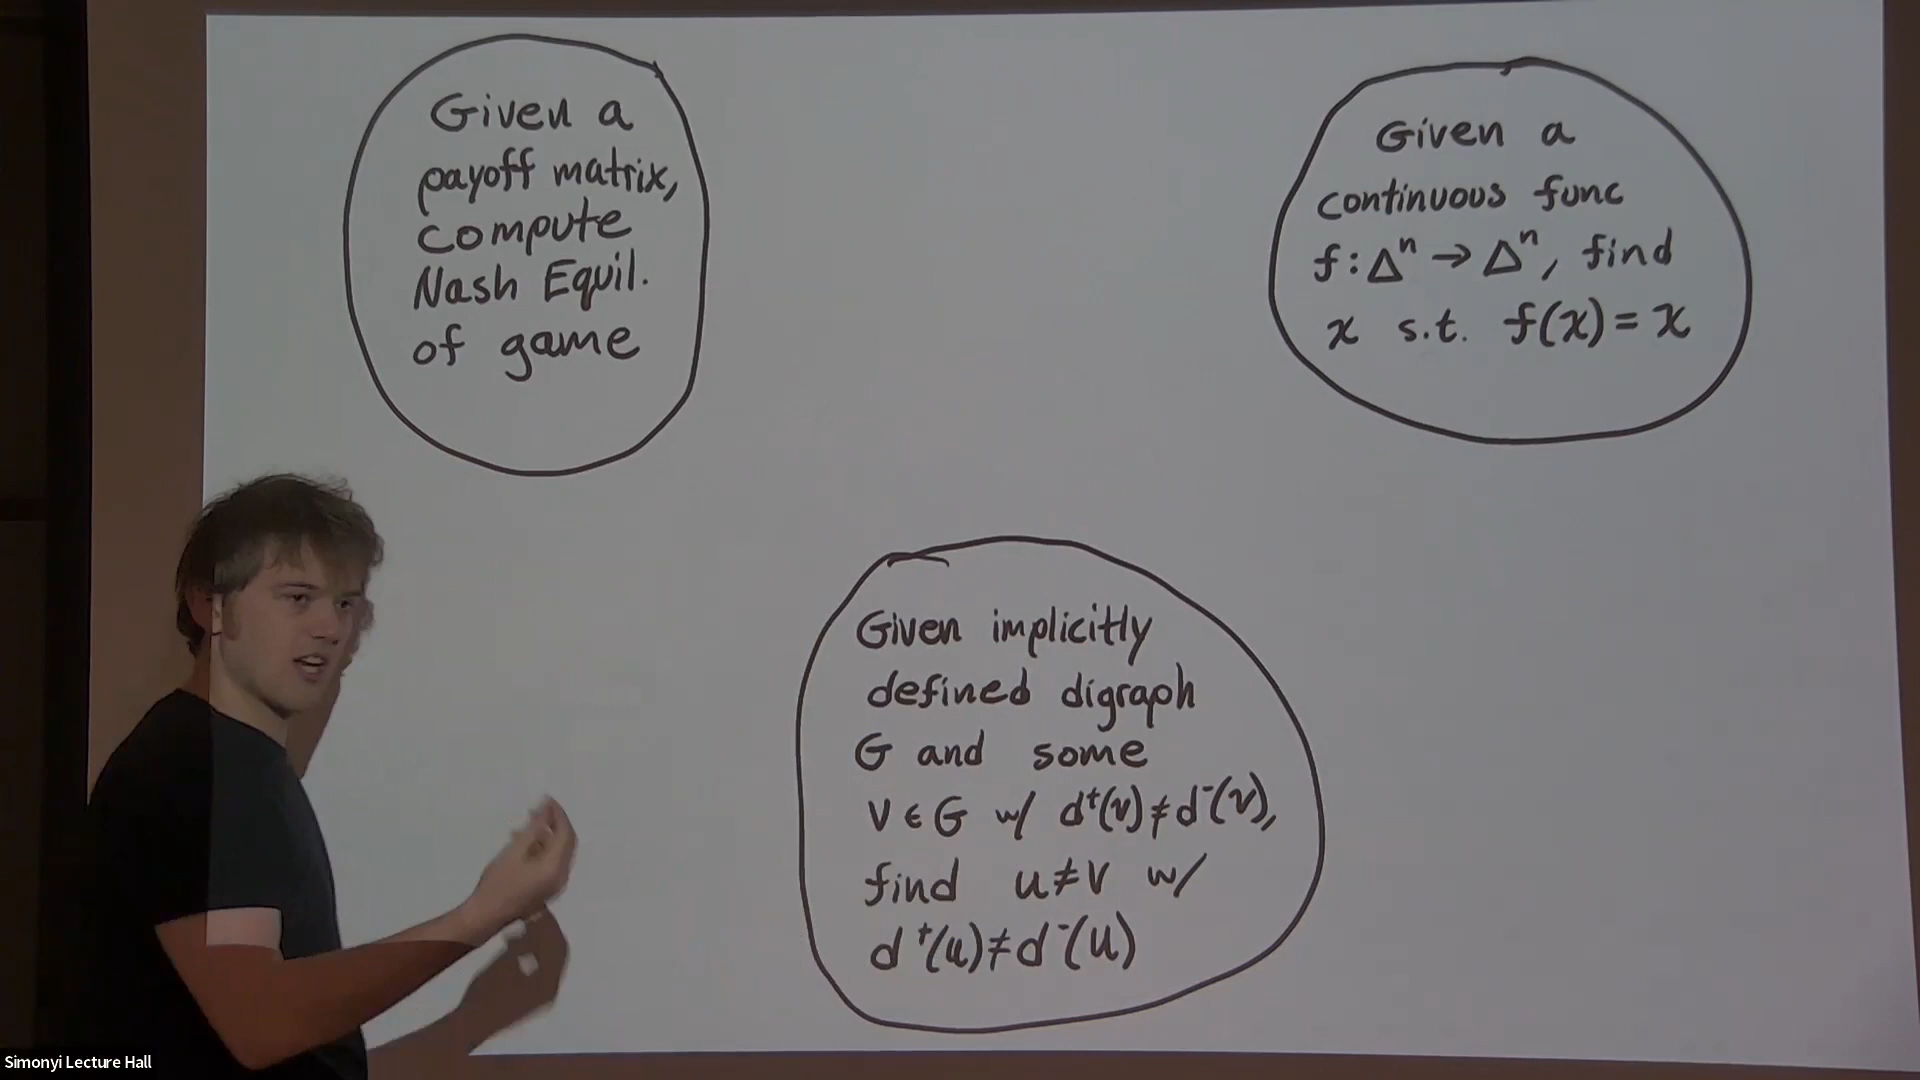 Given a
payoff matrix,
compute
Nash Equil.
of game
Given a
continuous func
f: Δⁿ → Δⁿ, find
x s.t. f(x) = x
Given implicitly
defined digraph
G and some
v ∈ G w/ d⁺(v) ≠ d⁻(v),
find u ≠ v w/
d⁺(u) ≠ d⁻(u)
Simonyi Lecture Hall